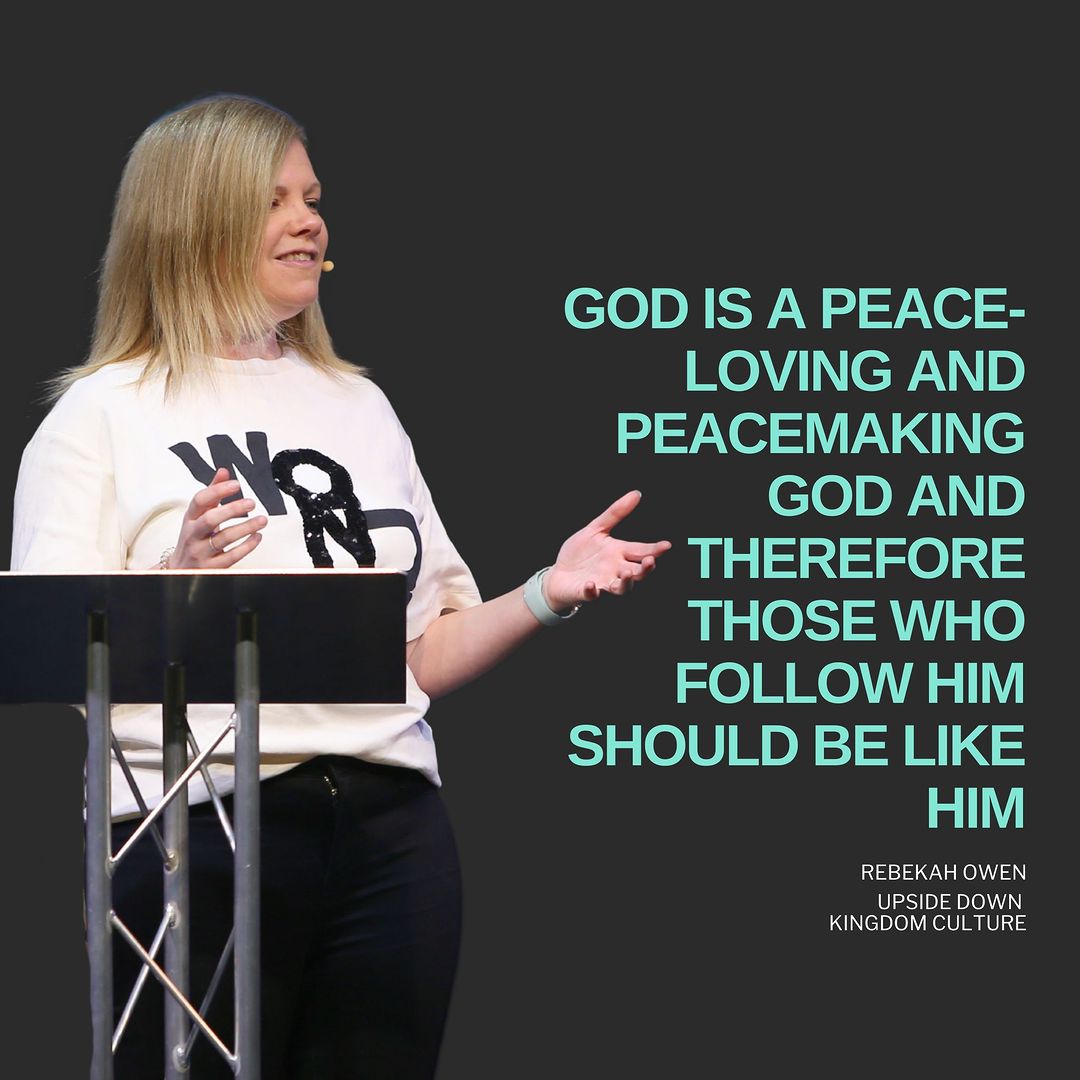 WON
GOD IS A PEACE-
LOVING AND
PEACEMAKING
GOD AND
THEREFORE
THOSE WHO
FOLLOW HIM
SHOULD BE LIKE
HIM
REBEKAH OWEN
UPSIDE DOWN
KINGDOM CULTURE